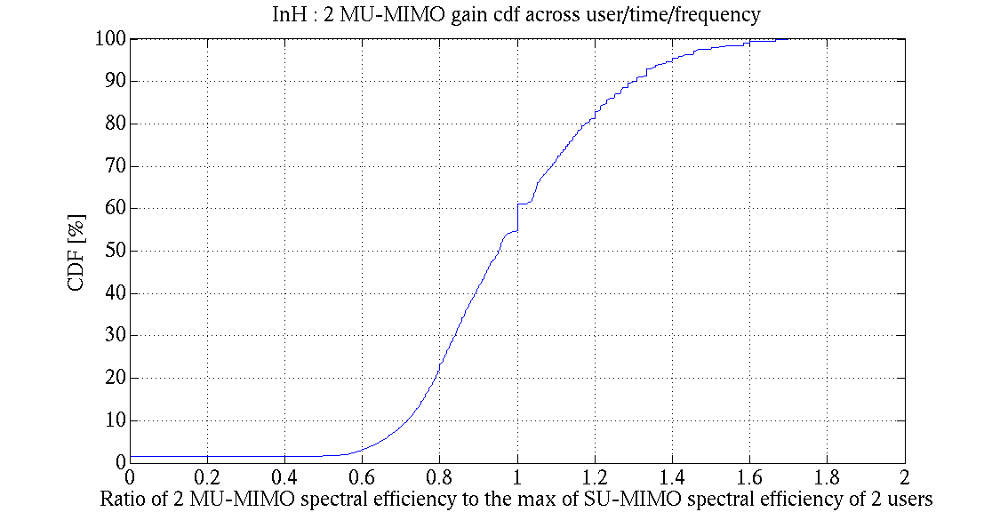 InH : 2 MU-MIMO gain cdf across user/time/frequency
100
90
80
70
60
50
40
30
20
10
0
CDF [%]
0 0.2 0.4 0.6 0.8 1 1.2 1.4 1.6 1.8 2
Ratio of 2 MU-MIMO spectral efficiency to the max of SU-MIMO spectral efficiency of 2 users